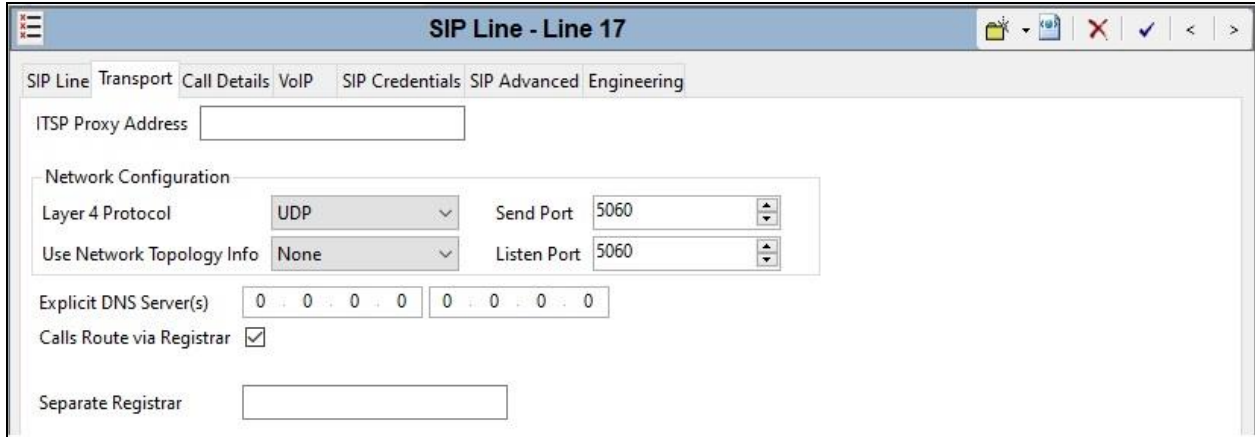 SIP Line - Line 17
SIP Line Transport Call Details VoIP SIP Credentials SIP Advanced Engineering
ITSP Proxy Address
Network Configuration
Layer 4 Protocol UDP Send Port 5060
Use Network Topology Info None Listen Port 5060
Explicit DNS Server(s) 0 . 0 . 0 . 0 0 . 0 . 0 . 0
Calls Route via Registrar
Separate Registrar